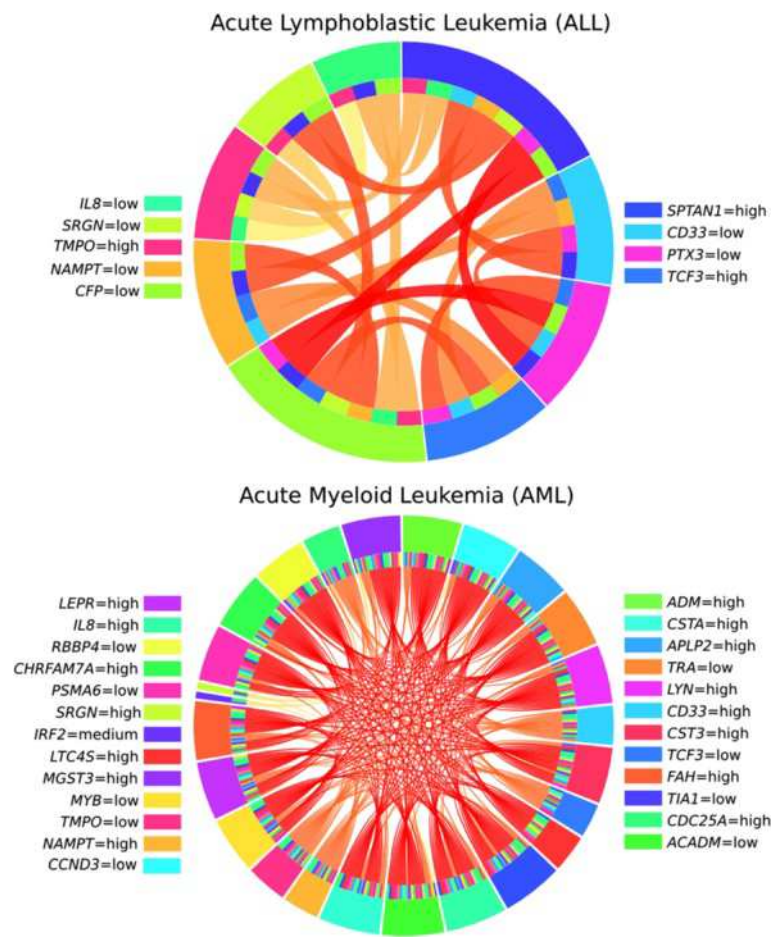 Acute Lymphoblastic Leukemia (ALL)
IL8=low
SRGN=low
TMPO=high
NAMPT=low
CFP=low
SPTAN1=high
CD33=low
PTX3=low
TCF3=high
Acute Myeloid Leukemia (AML)
LEPR=high
IL8=high
RBBP4=low
CHRFAM7A=high
PSMA6=low
SRGN=high
IRF2=medium
LTC4S=high
MGST3=high
MYB=low
TMPO=low
NAMPT=high
CCND3=low
ADM=high
CSTA=high
APLP2=high
TRA=low
LYN=high
CD33=high
CST3=high
TCF3=low
FAH=high
TIA1=low
CDC25A=high
ACADM=low